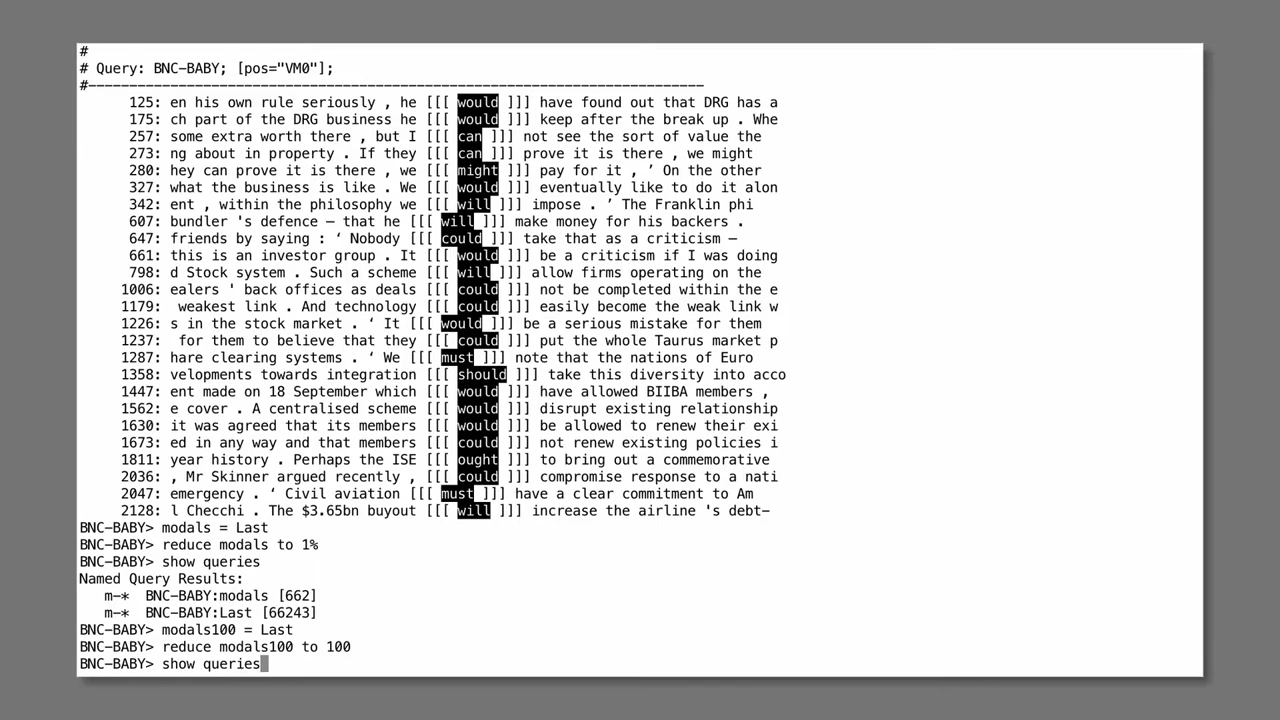 #
# Query: BNC-BABY; [pos="VM0"];
#---------------------------------------------------------------------------
125: en his own rule seriously , he [[[ would ]]] have found out that DRG has a
175: ch part of the DRG business he [[[ would ]]] keep after the break up . Whe
257: some extra worth there , but I [[[ can ]]] not see the sort of value the
273: ng about in property . If they [[[ can ]]] prove it is there , we might
280: hey can prove it is there , we [[[ might ]]] pay for it , ’ On the other
327: what the business is like . We [[[ would ]]] eventually like to do it alon
342: ent , within the philosophy we [[[ will ]]] impose . ’ The Franklin phi
607: bundler 's defence — that he [[[ will ]]] make money for his backers .
647: friends by saying : ‘ Nobody [[[ could ]]] take that as a criticism —
661: this is an investor group . It [[[ would ]]] be a criticism if I was doing
798: d Stock system . Such a scheme [[[ will ]]] allow firms operating on the
1006: ealers ' back offices as deals [[[ could ]]] not be completed within the e
1179: weakest link . And technology [[[ could ]]] easily become the weak link w
1226: s in the stock market . ‘ It [[[ would ]]] be a serious mistake for them
1237: for them to believe that they [[[ could ]]] put the whole Taurus market p
1287: hare clearing systems . ‘ We [[[ must ]]] note that the nations of Euro
1358: velopments towards integration [[[ should ]]] take this diversity into acco
1447: ent made on 18 September which [[[ would ]]] have allowed BIIBA members ,
1562: e cover . A centralised scheme [[[ would ]]] disrupt existing relationship
1630: it was agreed that its members [[[ would ]]] be allowed to renew their exi
1673: ed in any way and that members [[[ could ]]] not renew existing policies i
1811: year history . Perhaps the ISE [[[ ought ]]] to bring out a commemorative
2036: , Mr Skinner argued recently , [[[ could ]]] compromise response to a nati
2047: emergency . ‘ Civil aviation [[[ must ]]] have a clear commitment to Am
2128: l Checchi . The $3.65bn buyout [[[ will ]]] increase the airline 's debt-
BNC-BABY> modals = Last
BNC-BABY> reduce modals to 1%
BNC-BABY> show queries
Named Query Results:
m-* BNC-BABY:modals [662]
m-* BNC-BABY:Last [66243]
BNC-BABY> modals100 = Last
BNC-BABY> reduce modals100 to 100
BNC-BABY> show queries